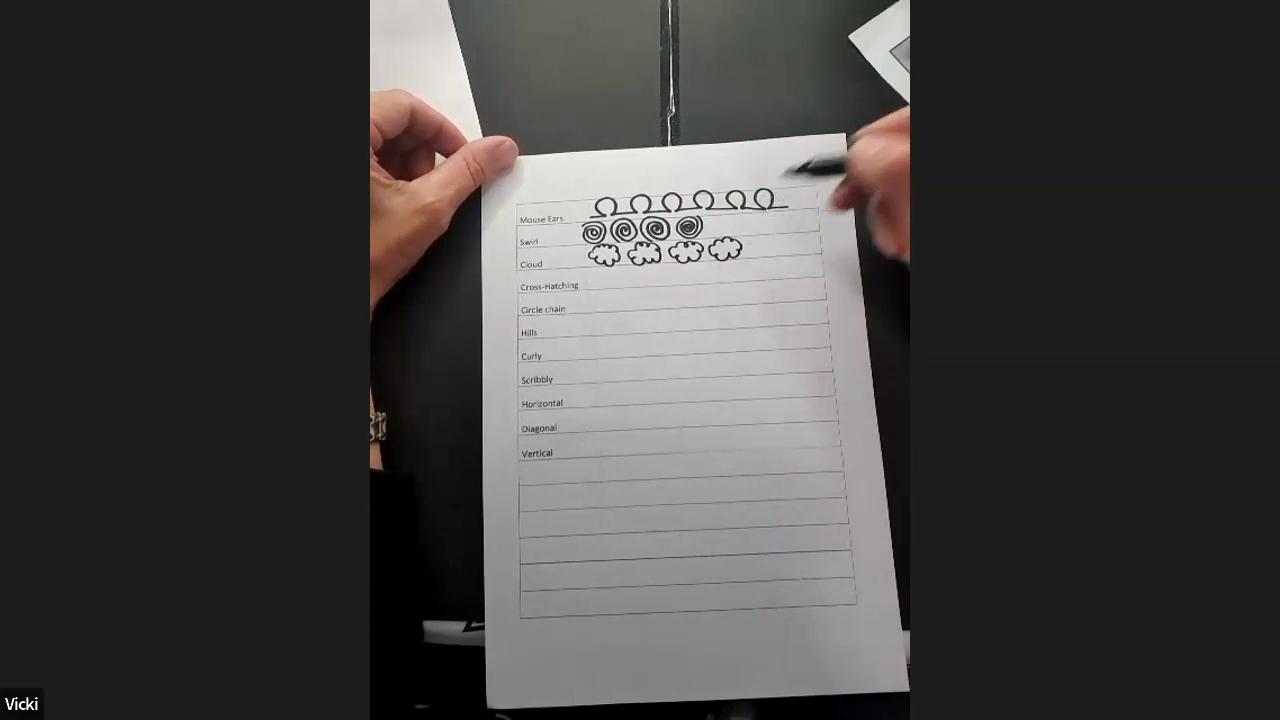 Mouse Ears
Swirl
Cloud
Cross-Hatching
Circle chain
Hills
Curly
Scribbly
Horizontal
Diagonal
Vertical
Vicki